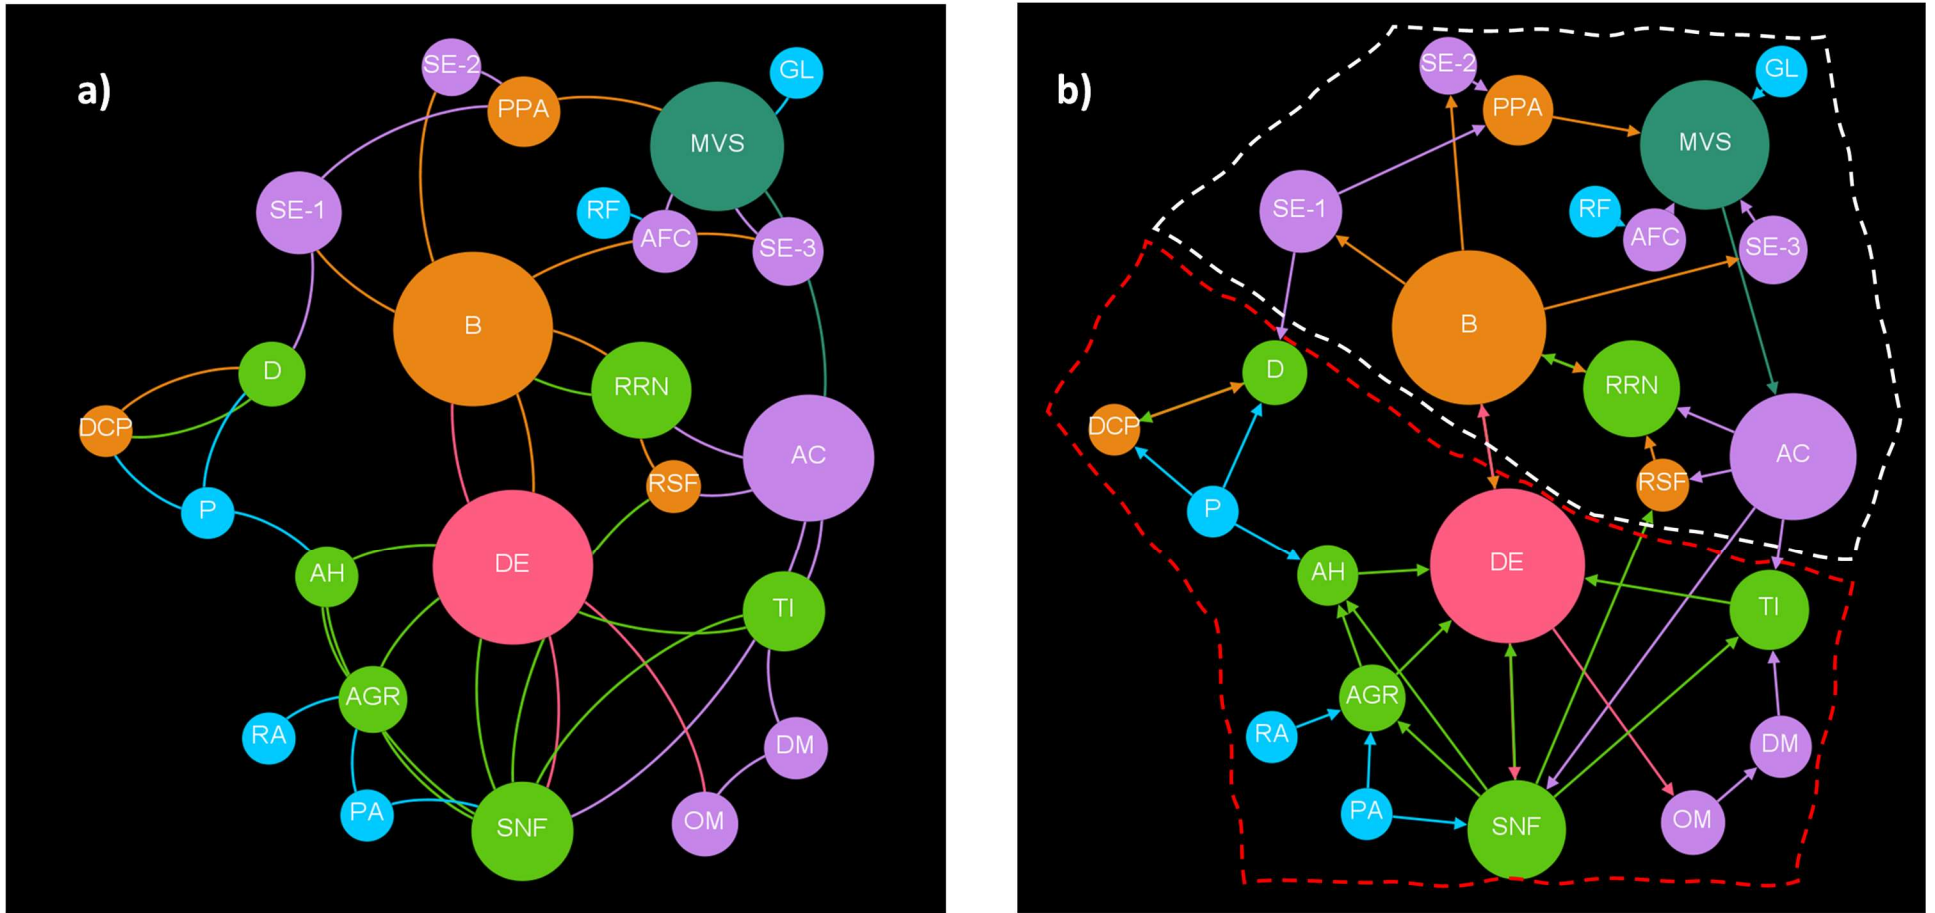 a)
SE-2
PPA
GL
MVS
SE-1
RF
AFC
SE-3
B
D
RRN
DCP
AC
RSF
P
DE
AH
TI
AGR
RA
DM
PA
SNF
OM
b)
SE-2
PPA
GL
MVS
SE-1
RF
AFC
SE-3
B
D
RRN
DCP
AC
RSF
P
DE
AH
TI
AGR
RA
DM
PA
SNF
OM